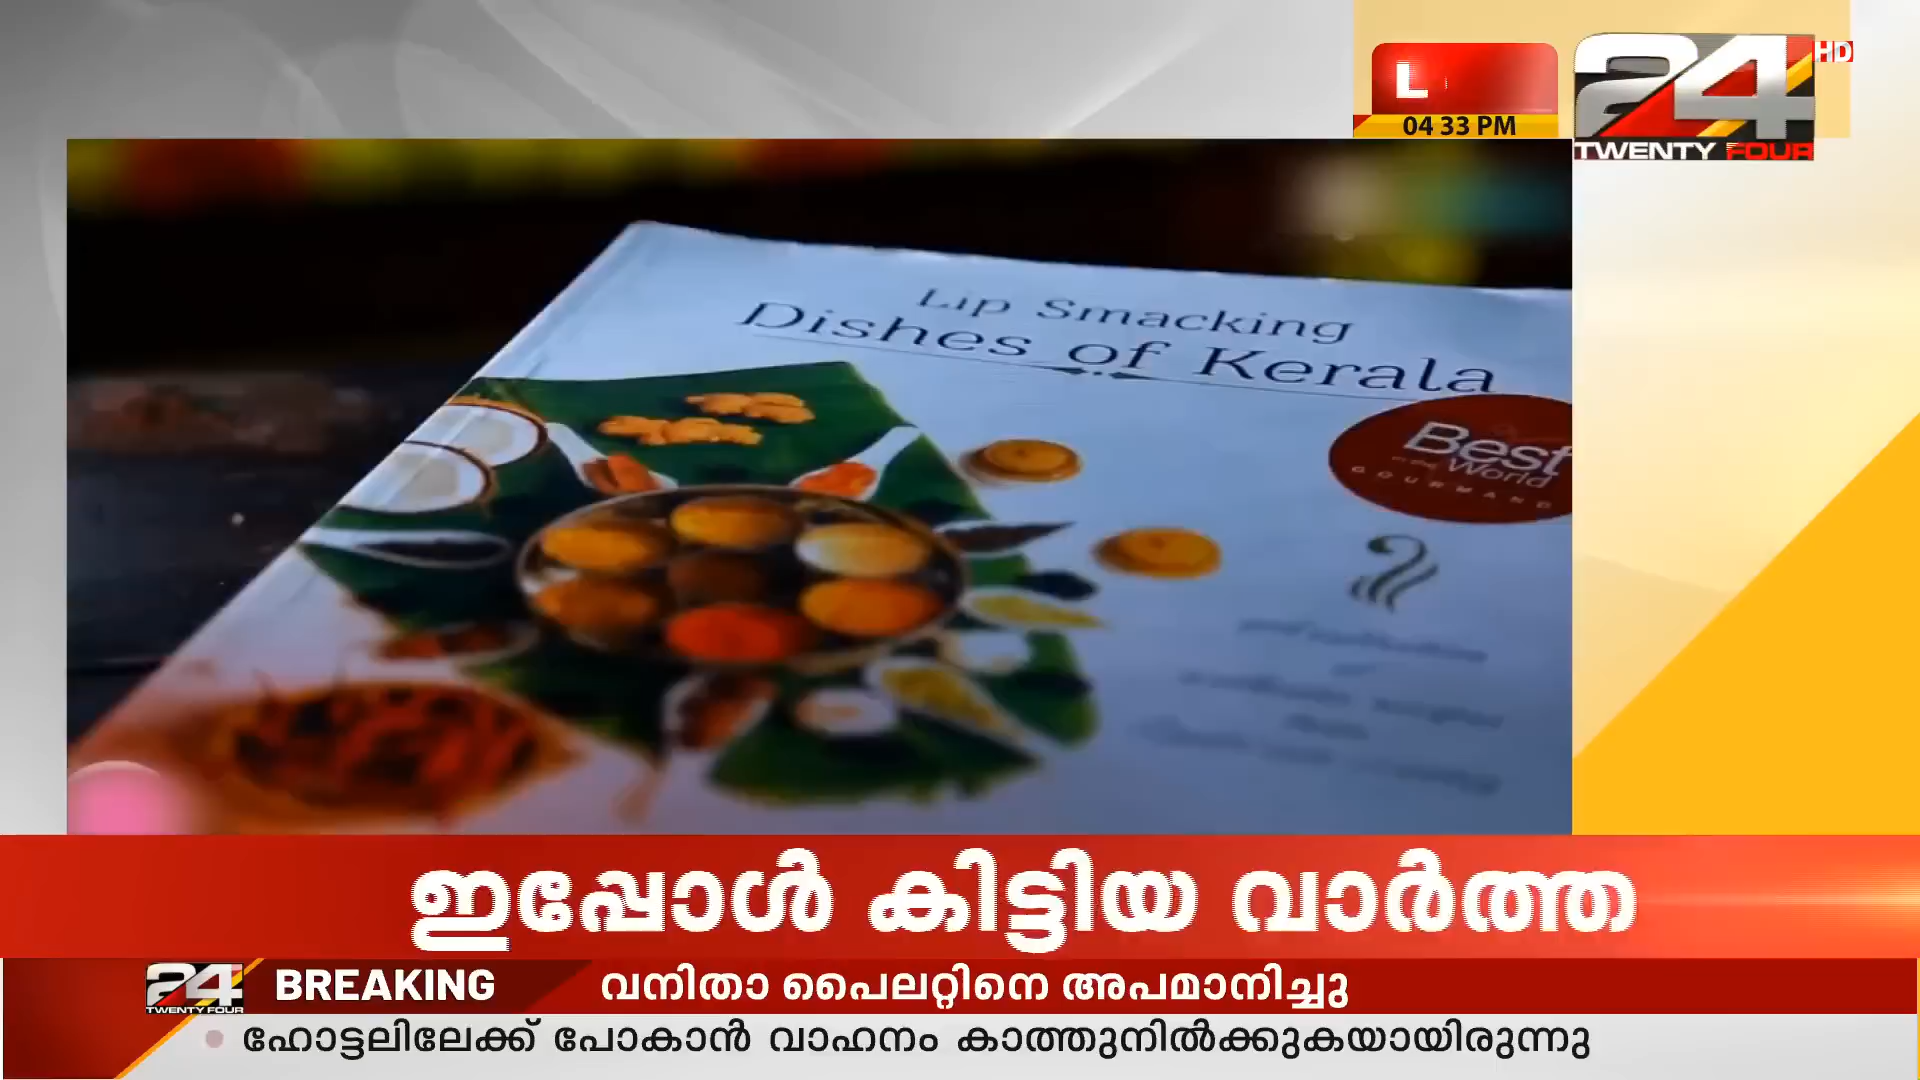 L
04 33 PM
24
HD
TWENTY FOUR
Lip Smacking
Dishes of Kerala
Best
World
GOURMAND
ഇപ്പോൾ കിട്ടിയ വാർത്ത
24
TWENTY FOUR
BREAKING
വനിതാ പൈലറ്റിനെ അപമാനിച്ചു
ഹോട്ടലിലേക്ക് പോകാൻ വാഹനം കാത്തുനിൽക്കുകയായിരുന്നു